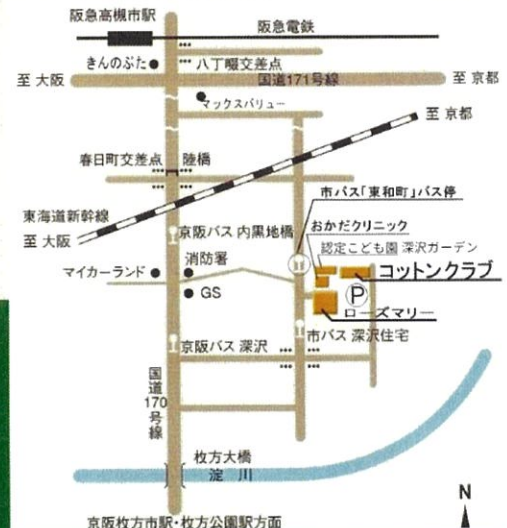 阪急高槻市駅
阪急電鉄
きんのぶた
八丁畷交差点
至 大阪
国道171号線
至 京都
マックスバリュー
至 京都
春日町交差点
陸橋
市バス「東和町」バス停
東海道新幹線
おかだクリニック
京阪バス 内黒地橋
至 大阪
認定こども園 深沢ガーデン
消防署
マイカーランド
コットンクラブ
GS
P
ローズマリー
市バス 深沢住宅
京阪バス 深沢
国道170号線
枚方大橋
淀川
N
京阪枚方市駅・枚方公園駅方面